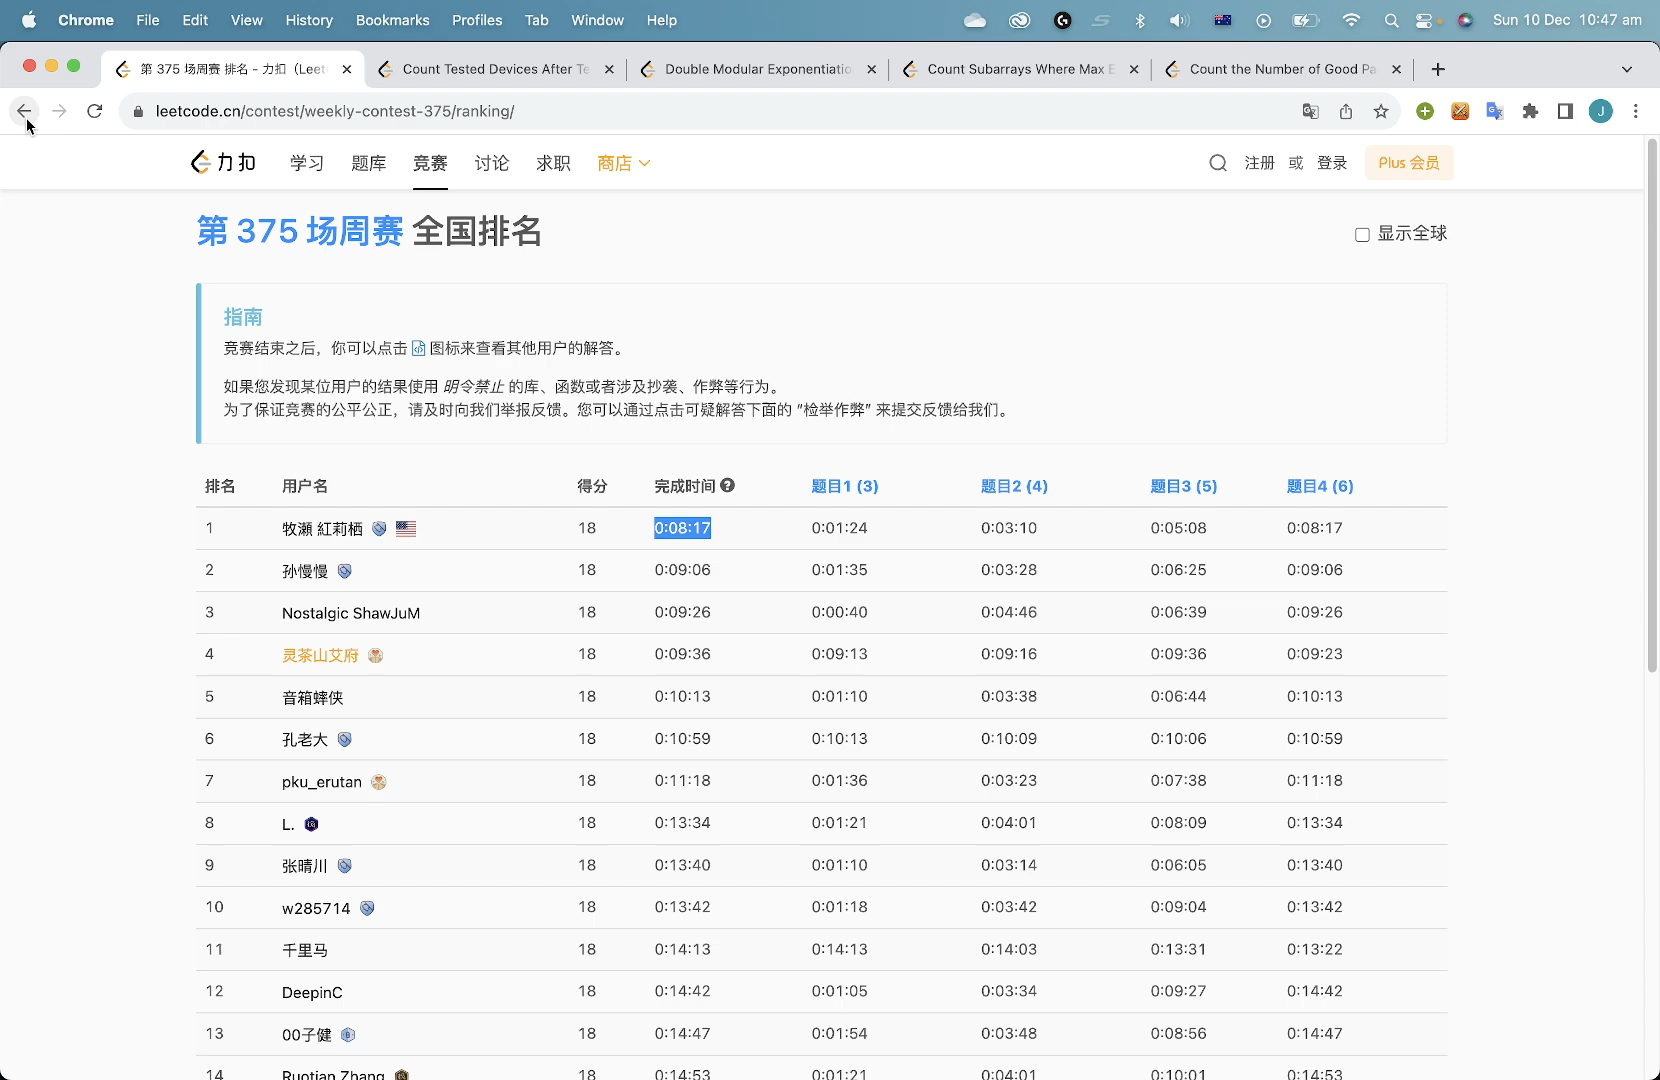 Chrome File Edit View History Bookmarks Profiles Tab Window Help Sun 10 Dec 10:47 am
第 375 场周赛 排名 - 力扣（Leet Count Tested Devices After Te Double Modular Exponentiatio Count Subarrays Where Max E Count the Number of Good Pa
leetcode.cn/contest/weekly-contest-375/ranking/ J
力扣 学习 题库 竞赛 讨论 求职 商店 注册 或 登录 Plus 会员
第 375 场周赛 全国排名 显示全球
指南
竞赛结束之后，你可以点击 图标来查看其他用户的解答。
如果您发现某位用户的结果使用 明令禁止 的库、函数或者涉及抄袭、作弊等行为。
为了保证竞赛的公平公正，请及时向我们举报反馈。您可以通过点击可疑解答下面的 “检举作弊” 来提交反馈给我们。
排名 用户名 得分 完成时间 题目1 (3) 题目2 (4) 题目3 (5) 题目4 (6)
1 牧瀬 紅莉栖 18 0:08:17 0:01:24 0:03:10 0:05:08 0:08:17
2 孙慢慢 18 0:09:06 0:01:35 0:03:28 0:06:25 0:09:06
3 Nostalgic ShawJuM 18 0:09:26 0:00:40 0:04:46 0:06:39 0:09:26
4 灵茶山艾府 18 0:09:36 0:09:13 0:09:16 0:09:36 0:09:23
5 音箱蟀侠 18 0:10:13 0:01:10 0:03:38 0:06:44 0:10:13
6 孔老大 18 0:10:59 0:10:13 0:10:09 0:10:06 0:10:59
7 pku_erutan 18 0:11:18 0:01:36 0:03:23 0:07:38 0:11:18
8 L. 18 0:13:34 0:01:21 0:04:01 0:08:09 0:13:34
9 张晴川 18 0:13:40 0:01:10 0:03:14 0:06:05 0:13:40
10 w285714 18 0:13:42 0:01:18 0:03:42 0:09:04 0:13:42
11 千里马 18 0:14:13 0:14:13 0:14:03 0:13:31 0:13:22
12 DeepinC 18 0:14:42 0:01:05 0:03:34 0:09:27 0:14:42
13 00子健 18 0:14:47 0:01:54 0:03:48 0:08:56 0:14:47
14 Ruotian Zhang 18 0:14:53 0:01:21 0:04:01 0:10:01 0:14:53